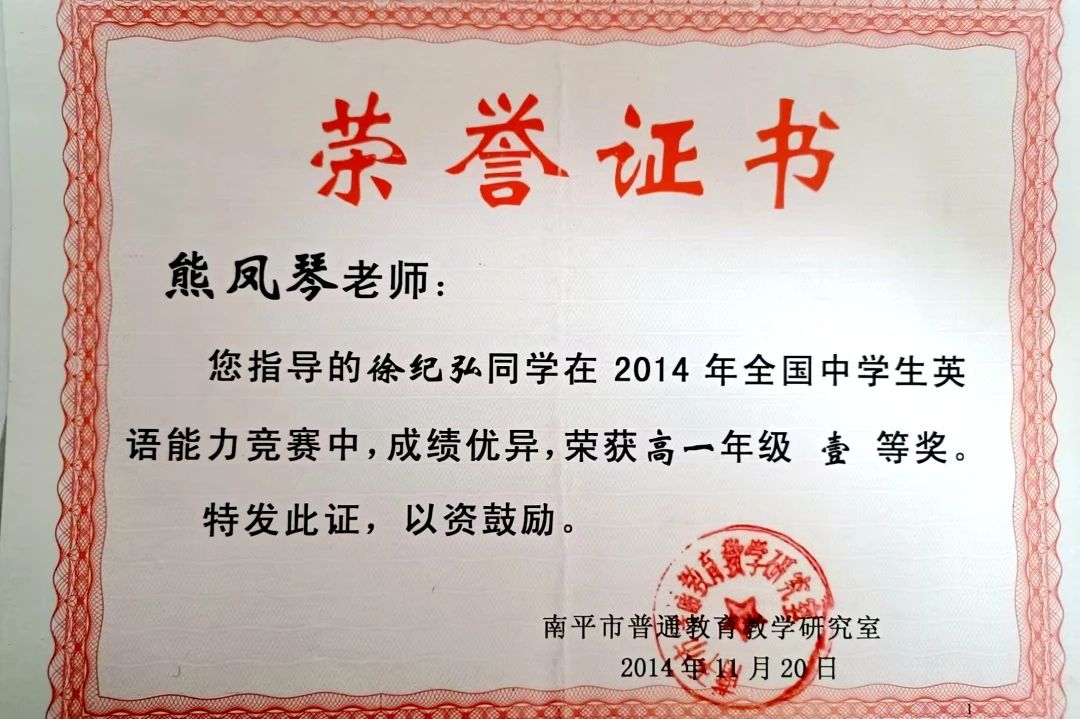 荣誉证书
熊凤琴老师:
您指导的徐纪弘同学在 2014 年全国中学生英
语能力竞赛中,成绩优异,荣获高一年级 壹 等奖。
特发此证,以资鼓励。
南平市普通教育教学研究室
2014 年 11 月 20 日